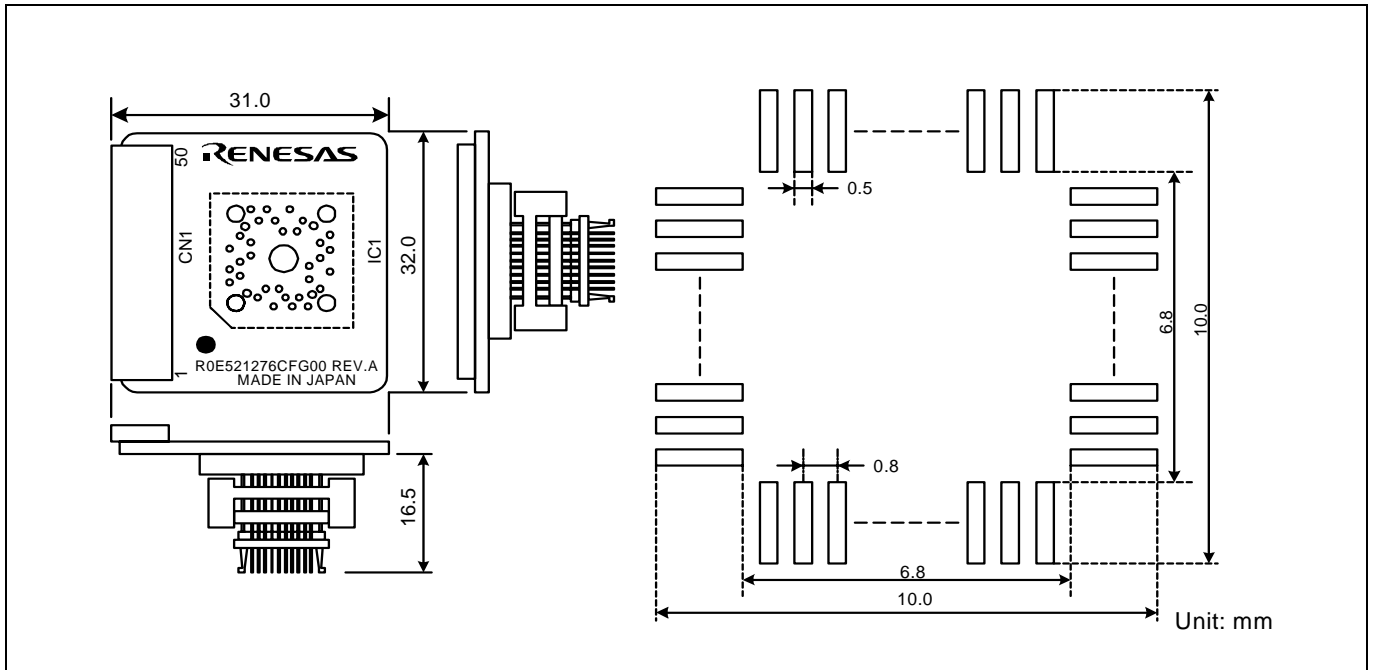 31.0
RENESAS
50
CN1
1
IC1
R0E521276CFG00 REV.A
MADE IN JAPAN
32.0
16.5
0.5
6.8
10.0
0.8
6.8
10.0
Unit: mm